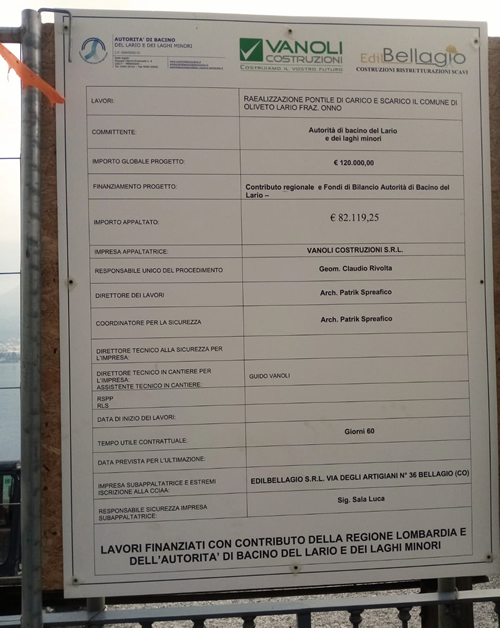 AUTORITA' DI BACINO
DEL LARIO E DEI LAGHI MINORI
VANOLI
COSTRUZIONI
COSTRUIAMO IL VOSTRO FUTURO
EdilBellagio
COSTRUZIONI RISTRUTTURAZIONI SCAVI
LAVORI: RAEALIZZAZIONE PONTILE DI CARICO E SCARICO IL COMUNE DI
OLIVETO LARIO FRAZ. ONNO
COMMITTENTE: Autorità di bacino del Lario
e dei laghi minori
IMPORTO GLOBALE PROGETTO: € 120.000,00
FINANZIAMENTO PROGETTO: Contributo regionale e Fondi di Bilancio Autorità di Bacino del
Lario –
IMPORTO APPALTATO: € 82.119,25
IMPRESA APPALTATRICE: VANOLI COSTRUZIONI S.R.L.
RESPONSABILE UNICO DEL PROCEDIMENTO Geom. Claudio Rivolta
DIRETTORE DEI LAVORI Arch. Patrik Spreafico
COORDINATORE PER LA SICUREZZA Arch. Patrik Spreafico
DIRETTORE TECNICO ALLA SICUREZZA PER
L'IMPRESA:
DIRETTORE TECNICO IN CANTIERE PER
L'IMPRESA: GUIDO VANOLI
ASSISTENTE TECNICO IN CANTIERE:
RSPP
RLS
DATA DI INIZIO DEI LAVORI:
TEMPO UTILE CONTRATTUALE: Giorni 60
DATA PREVISTA PER L'ULTIMAZIONE:
IMPRESA SUBAPPALTATRICE E ESTREMI EDILBELLAGIO S.R.L. VIA DEGLI ARTIGIANI N° 36 BELLAGIO (CO)
ISCRIZIONE ALLA CCIAA:
RESPONSABILE SICUREZZA IMPRESA Sig. Sala Luca
SUBAPPALTATRICE:
LAVORI FINANZIATI CON CONTRIBUTO DELLA REGIONE LOMBARDIA E
DELL'AUTORITA' DI BACINO DEL LARIO E DEI LAGHI MINORI